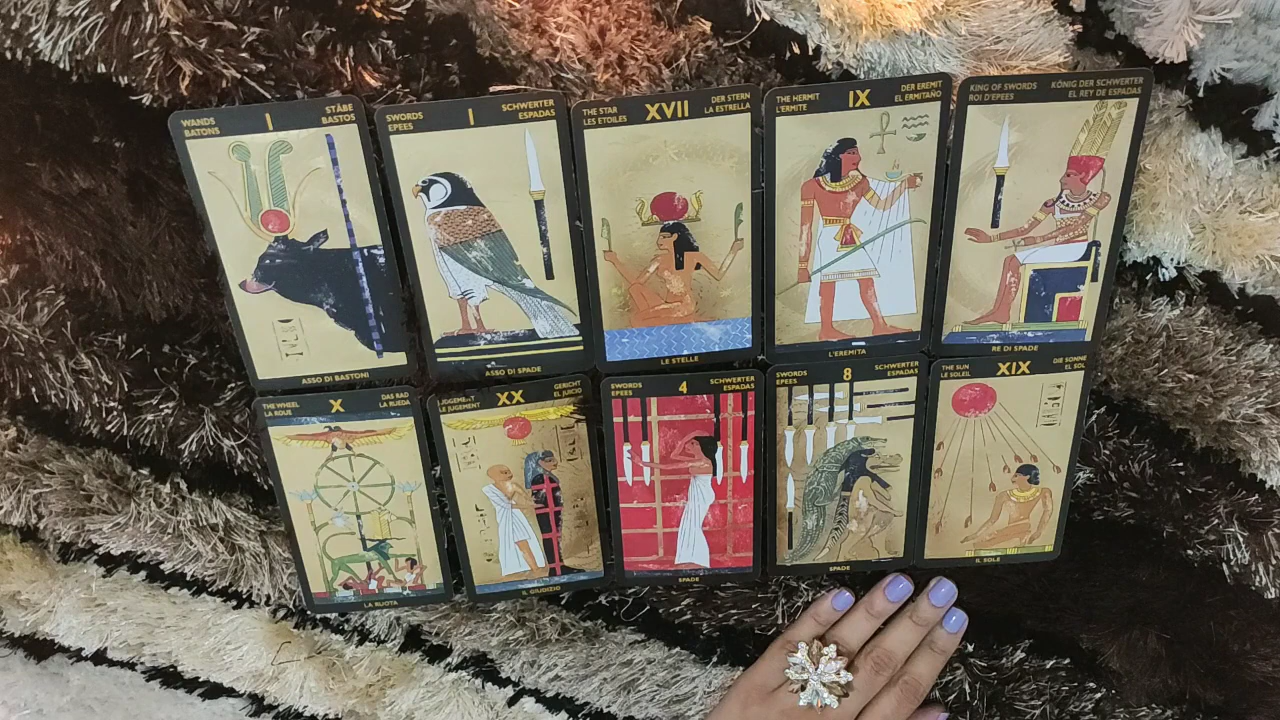 WANDS
BATONS
I
STÄBE
BASTOS
ASSO DI BASTONI
SWORDS
EPEES
I
SCHWERTER
ESPADAS
ASSO DI SPADE
THE STAR
LES ETOILES
XVII
DER STERN
LA ESTRELLA
LE STELLE
THE HERMIT
L'ERMITE
IX
DER EREMIT
EL ERMITAÑO
L'EREMITA
KING OF SWORDS
ROI D'EPEES
KÖNIG DER SCHWERTER
EL REY DE ESPADAS
RE DI SPADE
THE WHEEL
LA ROUE
X
DAS RAD
LA RUEDA
LA RUOTA
JUDGEMENT
LE JUGEMENT
XX
GERICHT
EL JUICIO
IL GIUDIZIO
SWORDS
EPEES
4
SCHWERTER
ESPADAS
SPADE
SWORDS
EPEES
8
SCHWERTER
ESPADAS
SPADE
THE SUN
LE SOLEIL
XIX
DIE SONNE
EL SOL
IL SOLE